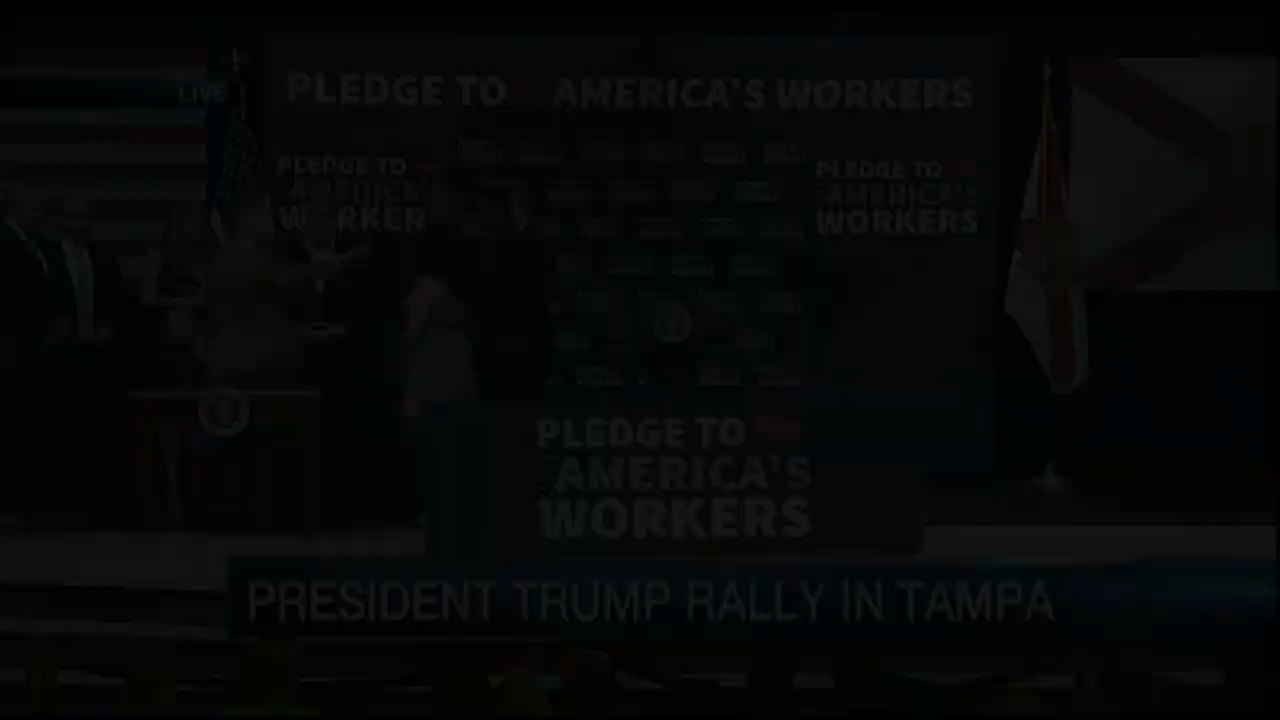 LIVE
PLEDGE TO AMERICA'S WORKERS
PLEDGE TO
AMERICA
WORKER
PLEDGE TO
AMERICA'S
WORKERS
PLEDGE TO
AMERICA'S
WORKERS
PRESIDENT TRUMP RALLY IN TAMPA